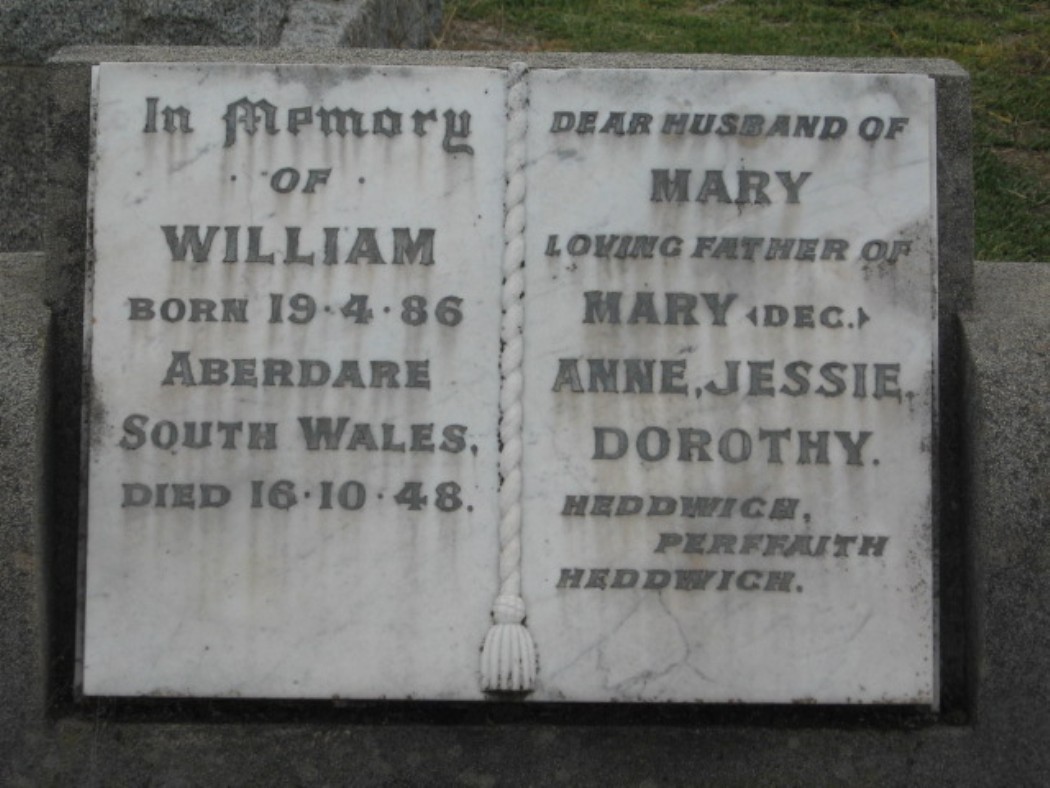 In Memory
· OF ·
WILLIAM
BORN 19·4·86
ABERDARE
SOUTH WALES,
DIED 16·10·48.
DEAR HUSBAND OF
MARY
LOVING FATHER OF
MARY (DEC.)
ANNE, JESSIE,
DOROTHY.
HEDDWICH,
PERFFAITH
HEDDWICH.